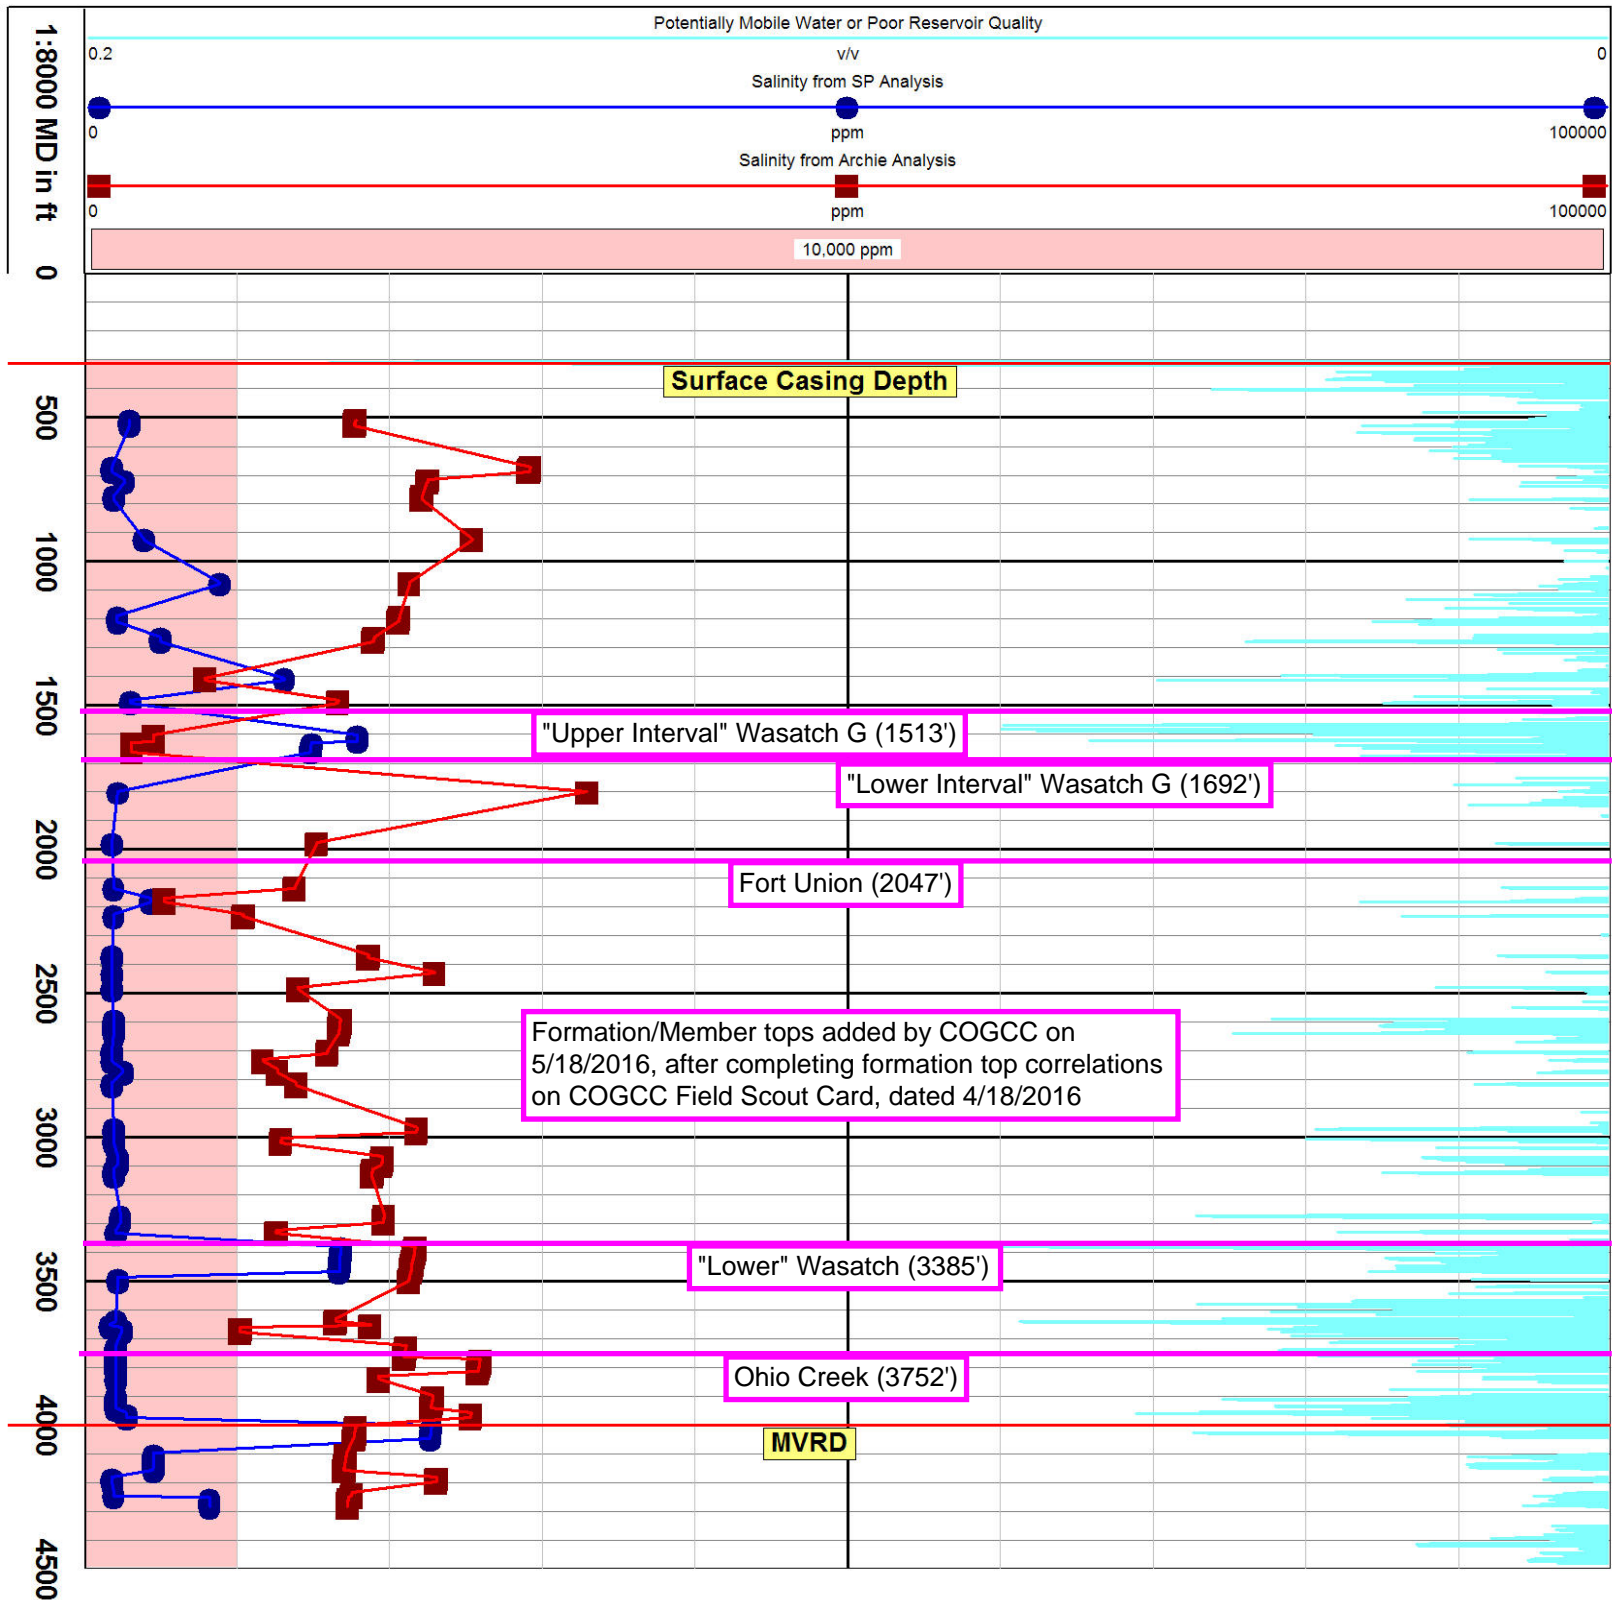 Potentially Mobile Water or Poor Reservoir Quality
0.2 v/v 0
Salinity from SP Analysis
0 ppm 100000
Salinity from Archie Analysis
0 ppm 100000
10,000 ppm
1:8000 MD in ft
0
Surface Casing Depth
500
1000
1500
"Upper Interval" Wasatch G (1513')
"Lower Interval" Wasatch G (1692')
2000
Fort Union (2047')
2500
Formation/Member tops added by COGCC on
5/18/2016, after completing formation top correlations
on COGCC Field Scout Card, dated 4/18/2016
3000
"Lower" Wasatch (3385')
3500
Ohio Creek (3752')
4000
MVRD
4500